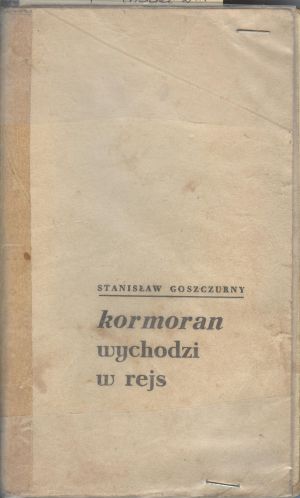 STANISŁAW GOSZCZURNY
kormoran
wychodzi
w rejs